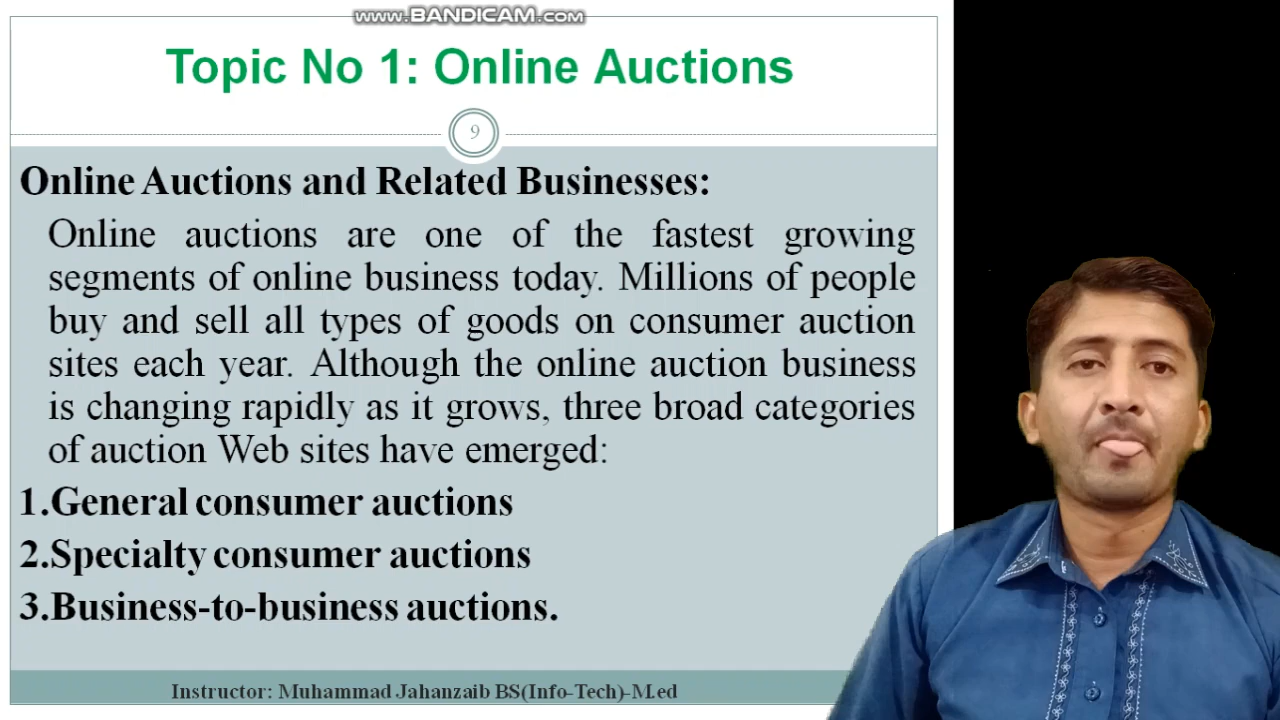 www.BANDICAM.com
Topic No 1: Online Auctions
9
Online Auctions and Related Businesses:
Online auctions are one of the fastest growing
segments of online business today. Millions of people
buy and sell all types of goods on consumer auction
sites each year. Although the online auction business
is changing rapidly as it grows, three broad categories
of auction Web sites have emerged:
1.General consumer auctions
2.Specialty consumer auctions
3.Business-to-business auctions.
Instructor: Muhammad Jahanzaib BS(Info-Tech)-M.ed